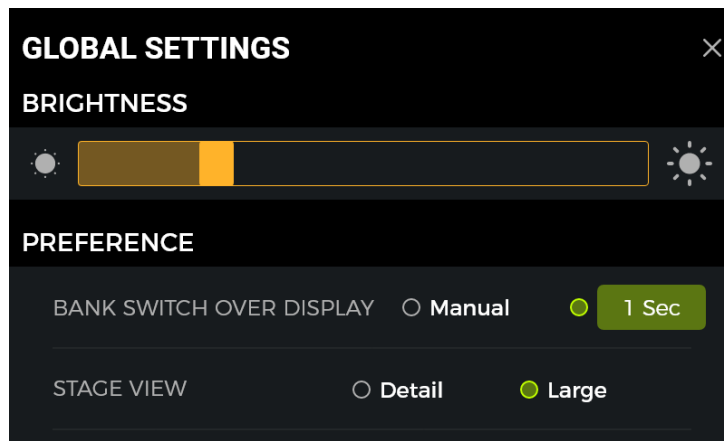 GLOBAL SETTINGS
BRIGHTNESS
PREFERENCE
BANK SWITCH OVER DISPLAY Manual 1 Sec
STAGE VIEW Detail Large